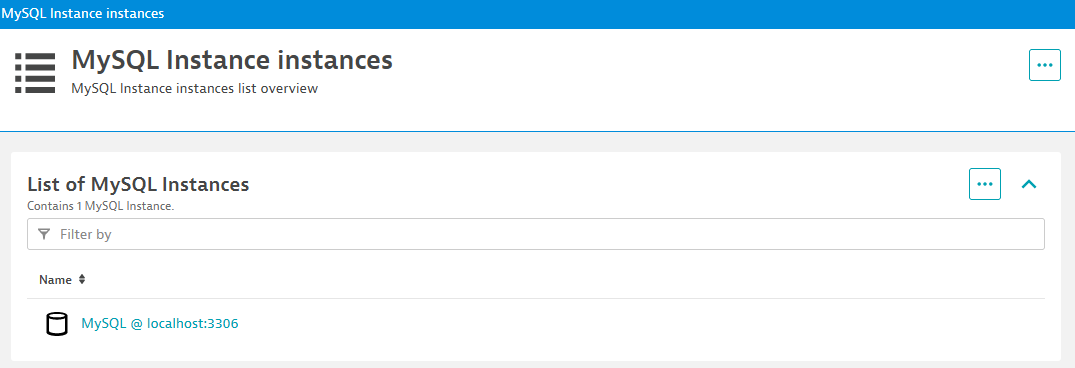 MySQL Instance instances
MySQL Instance instances
MySQL Instance instances list overview
List of MySQL Instances
Contains 1 MySQL Instance.
Filter by
Name
MySQL @ localhost:3306